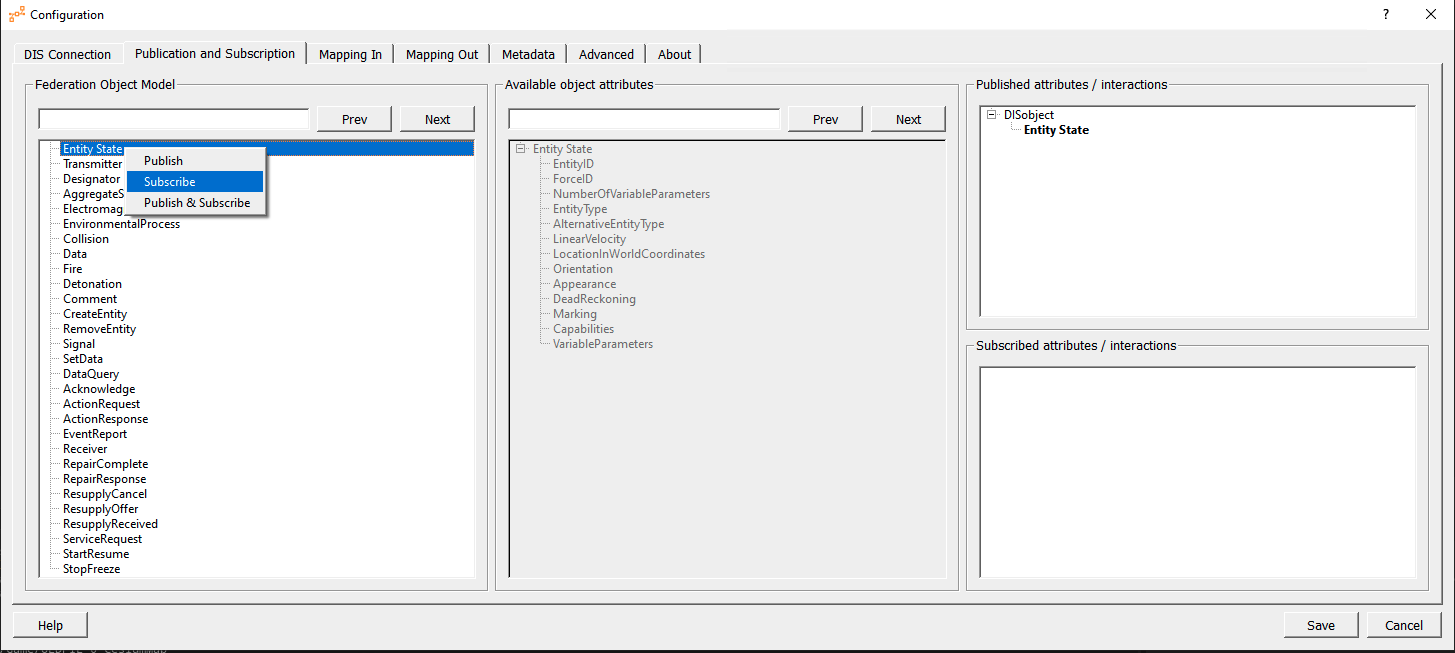 Configuration
?
DIS Connection
Publication and Subscription
Mapping In
Mapping Out
Metadata
Advanced
About
Federation Object Model
Prev
Next
Entity State
Transmitter
Designator
AggregateS
Electromag
EnvironmentalProcess
Collision
Data
Fire
Detonation
Comment
CreateEntity
RemoveEntity
Signal
SetData
DataQuery
Acknowledge
ActionRequest
ActionResponse
EventReport
Receiver
RepairComplete
RepairResponse
ResupplyCancel
ResupplyOffer
ResupplyReceived
ServiceRequest
StartResume
StopFreeze
Publish
Subscribe
Publish & Subscribe
Available object attributes
Prev
Next
Entity State
EntityID
ForceID
NumberOfVariableParameters
EntityType
AlternativeEntityType
LinearVelocity
LocationInWorldCoordinates
Orientation
Appearance
DeadReckoning
Marking
Capabilities
VariableParameters
Published attributes / interactions
DISobject
Entity State
Subscribed attributes / interactions
Help
Save
Cancel